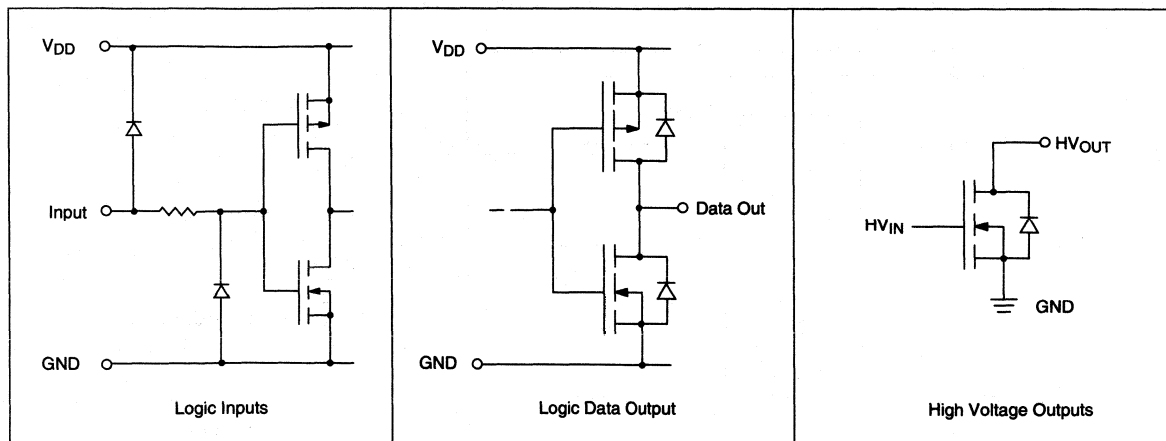 VDD
Input
GND
Logic Inputs
VDD
Data Out
GND
Logic Data Output
HVOUT
HVIN
GND
High Voltage Outputs